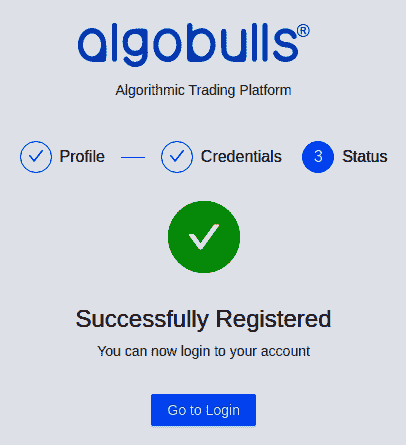 algobulls®
Algorithmic Trading Platform
Profile Credentials 3 Status
Successfully Registered
You can now login to your account
Go to Login